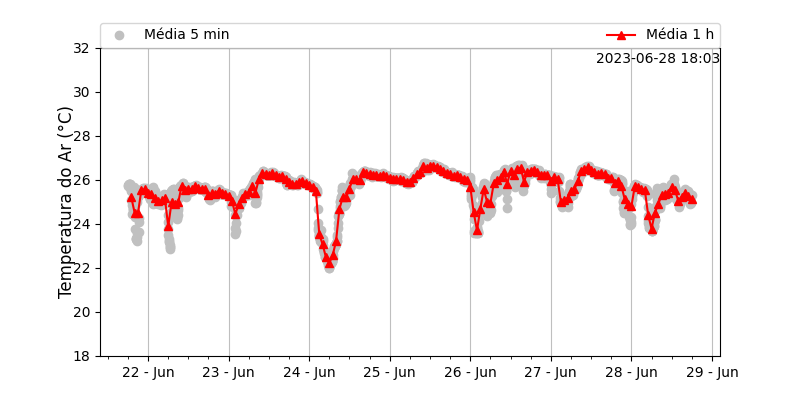 Média 5 min
Média 1 h
2023-06-28 18:03
Temperatura do Ar (°C)
32
30
28
26
24
22
20
18
22 - Jun
23 - Jun
24 - Jun
25 - Jun
26 - Jun
27 - Jun
28 - Jun
29 - Jun